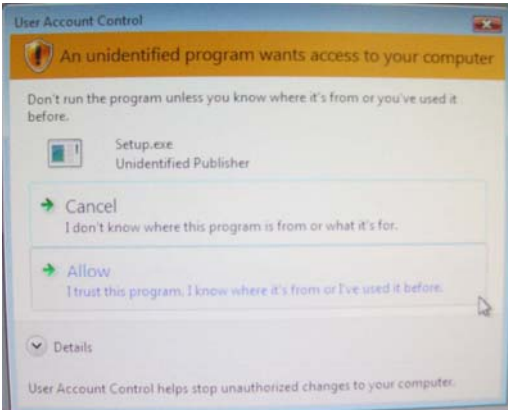 User Account Control
An unidentified program wants access to your computer
Don't run the program unless you know where it's from or you've used it
before.
Setup.exe
Unidentified Publisher
Cancel
I don't know where this program is from or what it's for.
Allow
I trust this program. I know where it's from or I've used it before.
Details
User Account Control helps stop unauthorized changes to your computer.